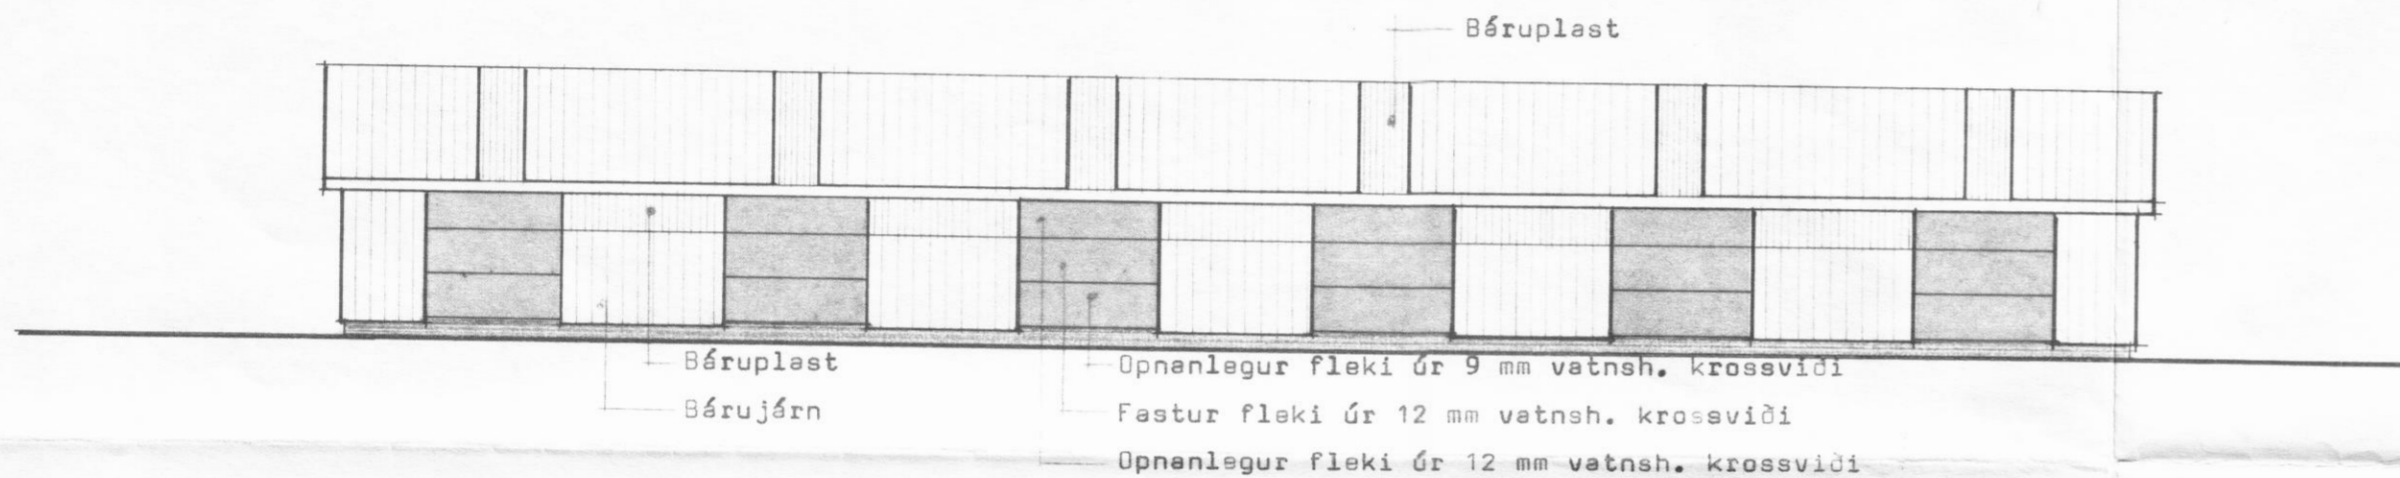 Báruplast
Báruplast
Bárujárn
Opnanlegur fleki úr 9 mm vatnsh. krossviði
Fastur fleki úr 12 mm vatnsh. krossviði
Opnanlegur fleki úr 12 mm vatnsh. krossviði